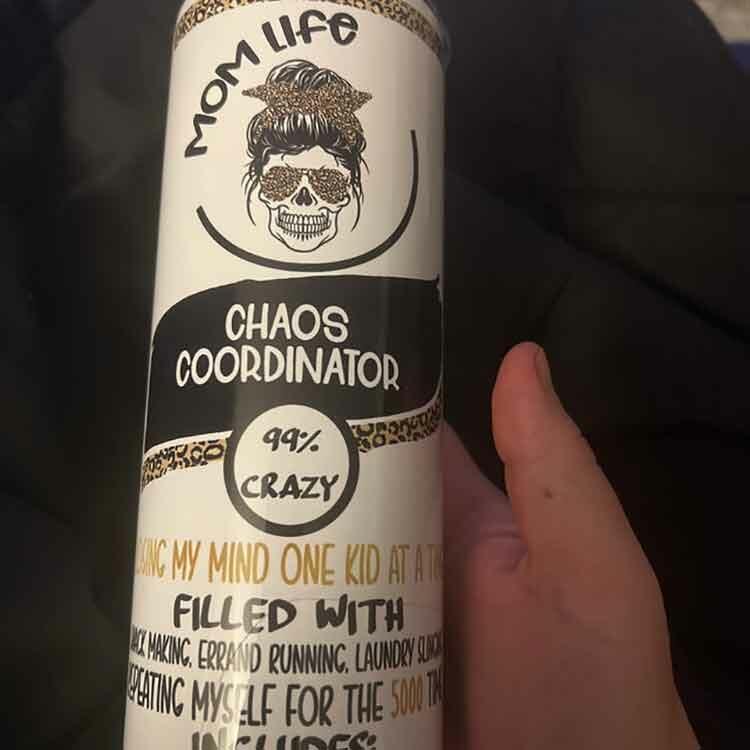 MOM LIFE
CHAOS
COORDINATOR
99%
CRAZY
MY MIND ONE KID AT A
FILLED WITH
MAKING, ERRAND RUNNING, LAUNDRY
MYSELF FOR THE 5000
INCLUDES: